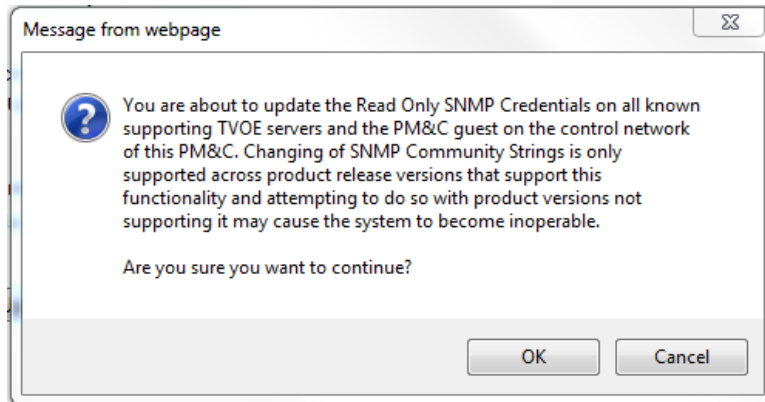 Message from webpage
You are about to update the Read Only SNMP Credentials on all known
supporting TVOE servers and the PM&C guest on the control network
of this PM&C. Changing of SNMP Community Strings is only
supported across product release versions that support this
functionality and attempting to do so with product versions not
supporting it may cause the system to become inoperable.
Are you sure you want to continue?
OK
Cancel